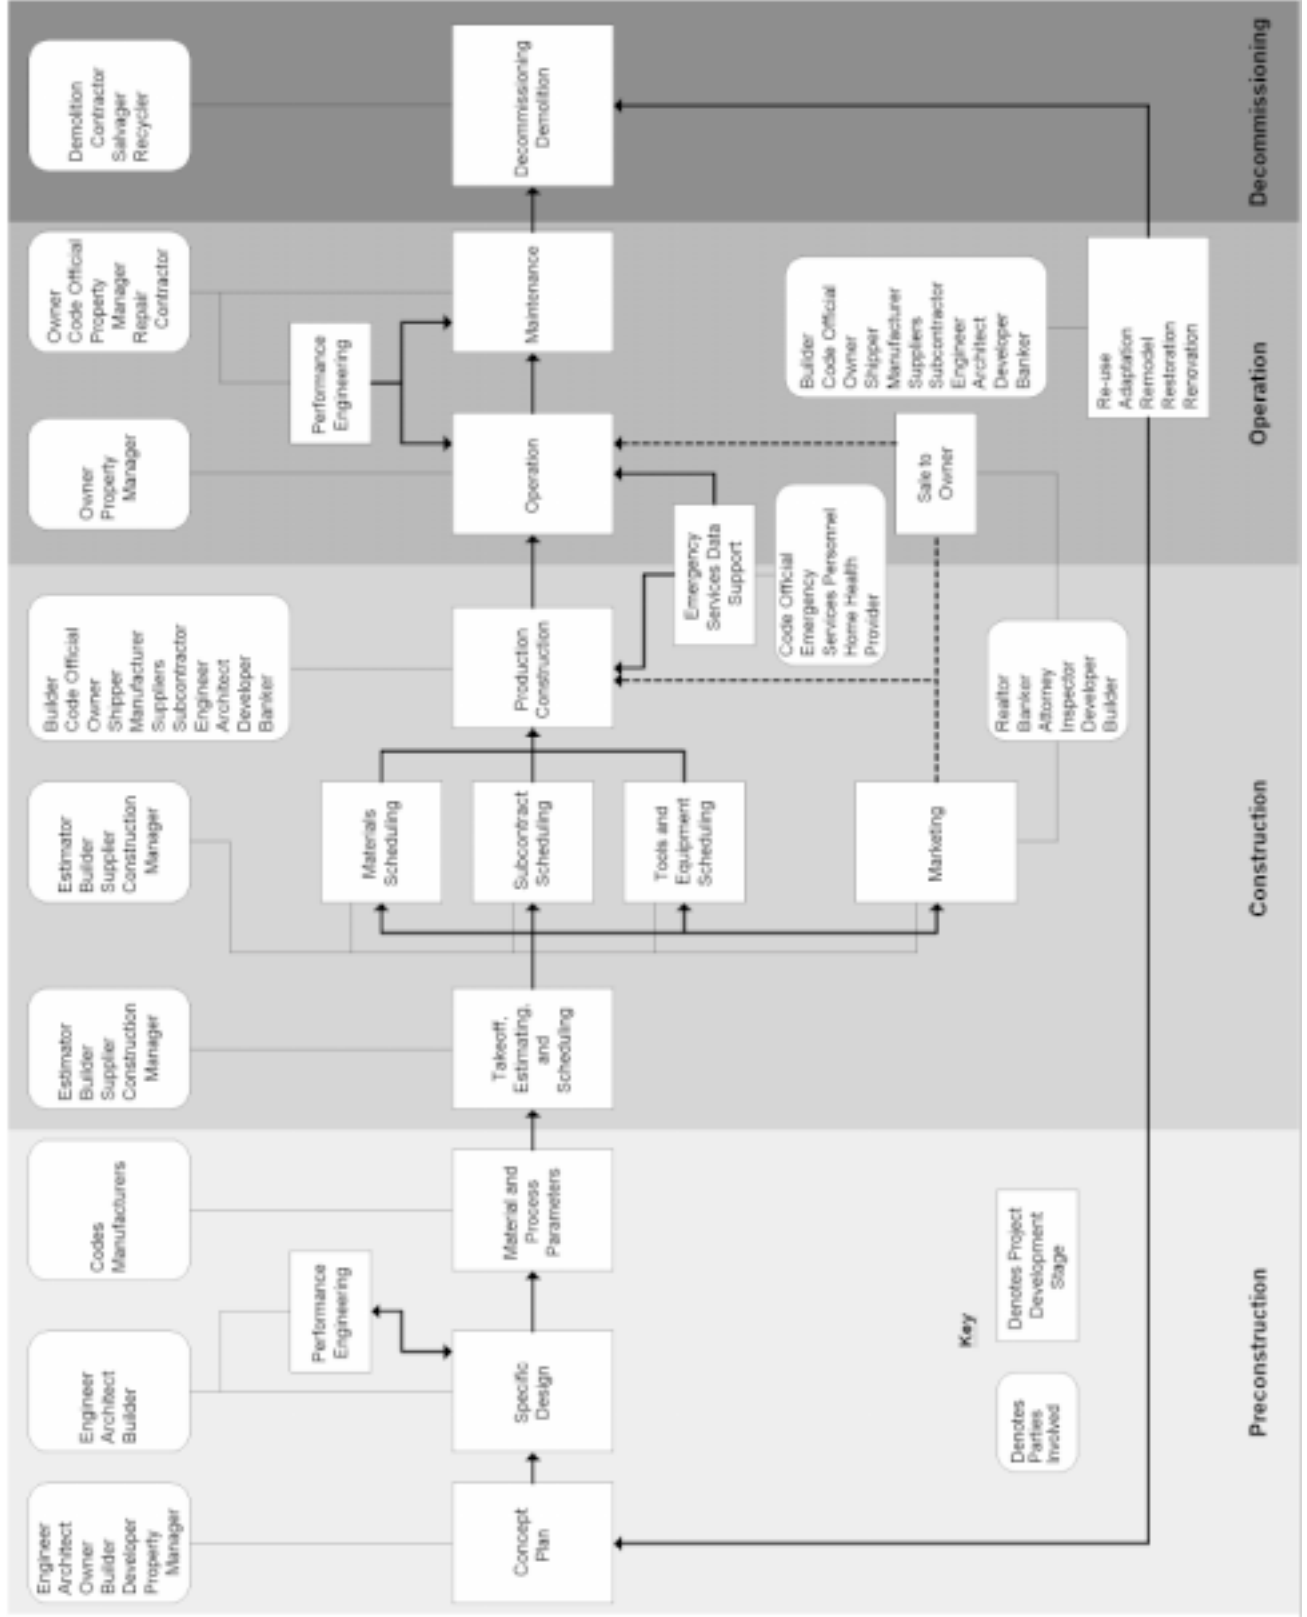 Engineer
Architect
Owner
Builder
Developer
Property
Manager
Engineer
Architect
Builder
Codes
Manufacturers
Estimator
Builder
Supplier
Construction
Manager
Estimator
Builder
Supplier
Construction
Manager
Builder
Code Official
Owner
Shipper
Manufacturer
Suppliers
Subcontractor
Engineer
Architect
Developer
Banker
Owner
Property
Manager
Owner
Code Official
Property
Manager
Repair
Contractor
Demolition
Contractor
Salvager
Recycler
Performance
Engineering
Performance
Engineering
Materials
Scheduling
Concept
Plan
Specific
Design
Material and
Process
Parameters
Takeoff,
Estimating,
and
Scheduling
Subcontract
Scheduling
Production
Construction
Operation
Maintenance
Decommissioning
Demolition
Tools and
Equipment
Scheduling
Emergency
Services Data
Support
Code Official
Emergency
Services Personnel
Home Health
Provider
Builder
Code Official
Owner
Shipper
Manufacturer
Suppliers
Subcontractor
Engineer
Architect
Developer
Banker
Marketing
Sale to
Owner
Key
Denotes
Parties
Involved
Denotes Project
Development
Stage
Realtor
Banker
Attorney
Inspector
Developer
Builder
Re-use
Adaptation
Remodel
Restoration
Renovation
Preconstruction
Construction
Operation
Decommissioning